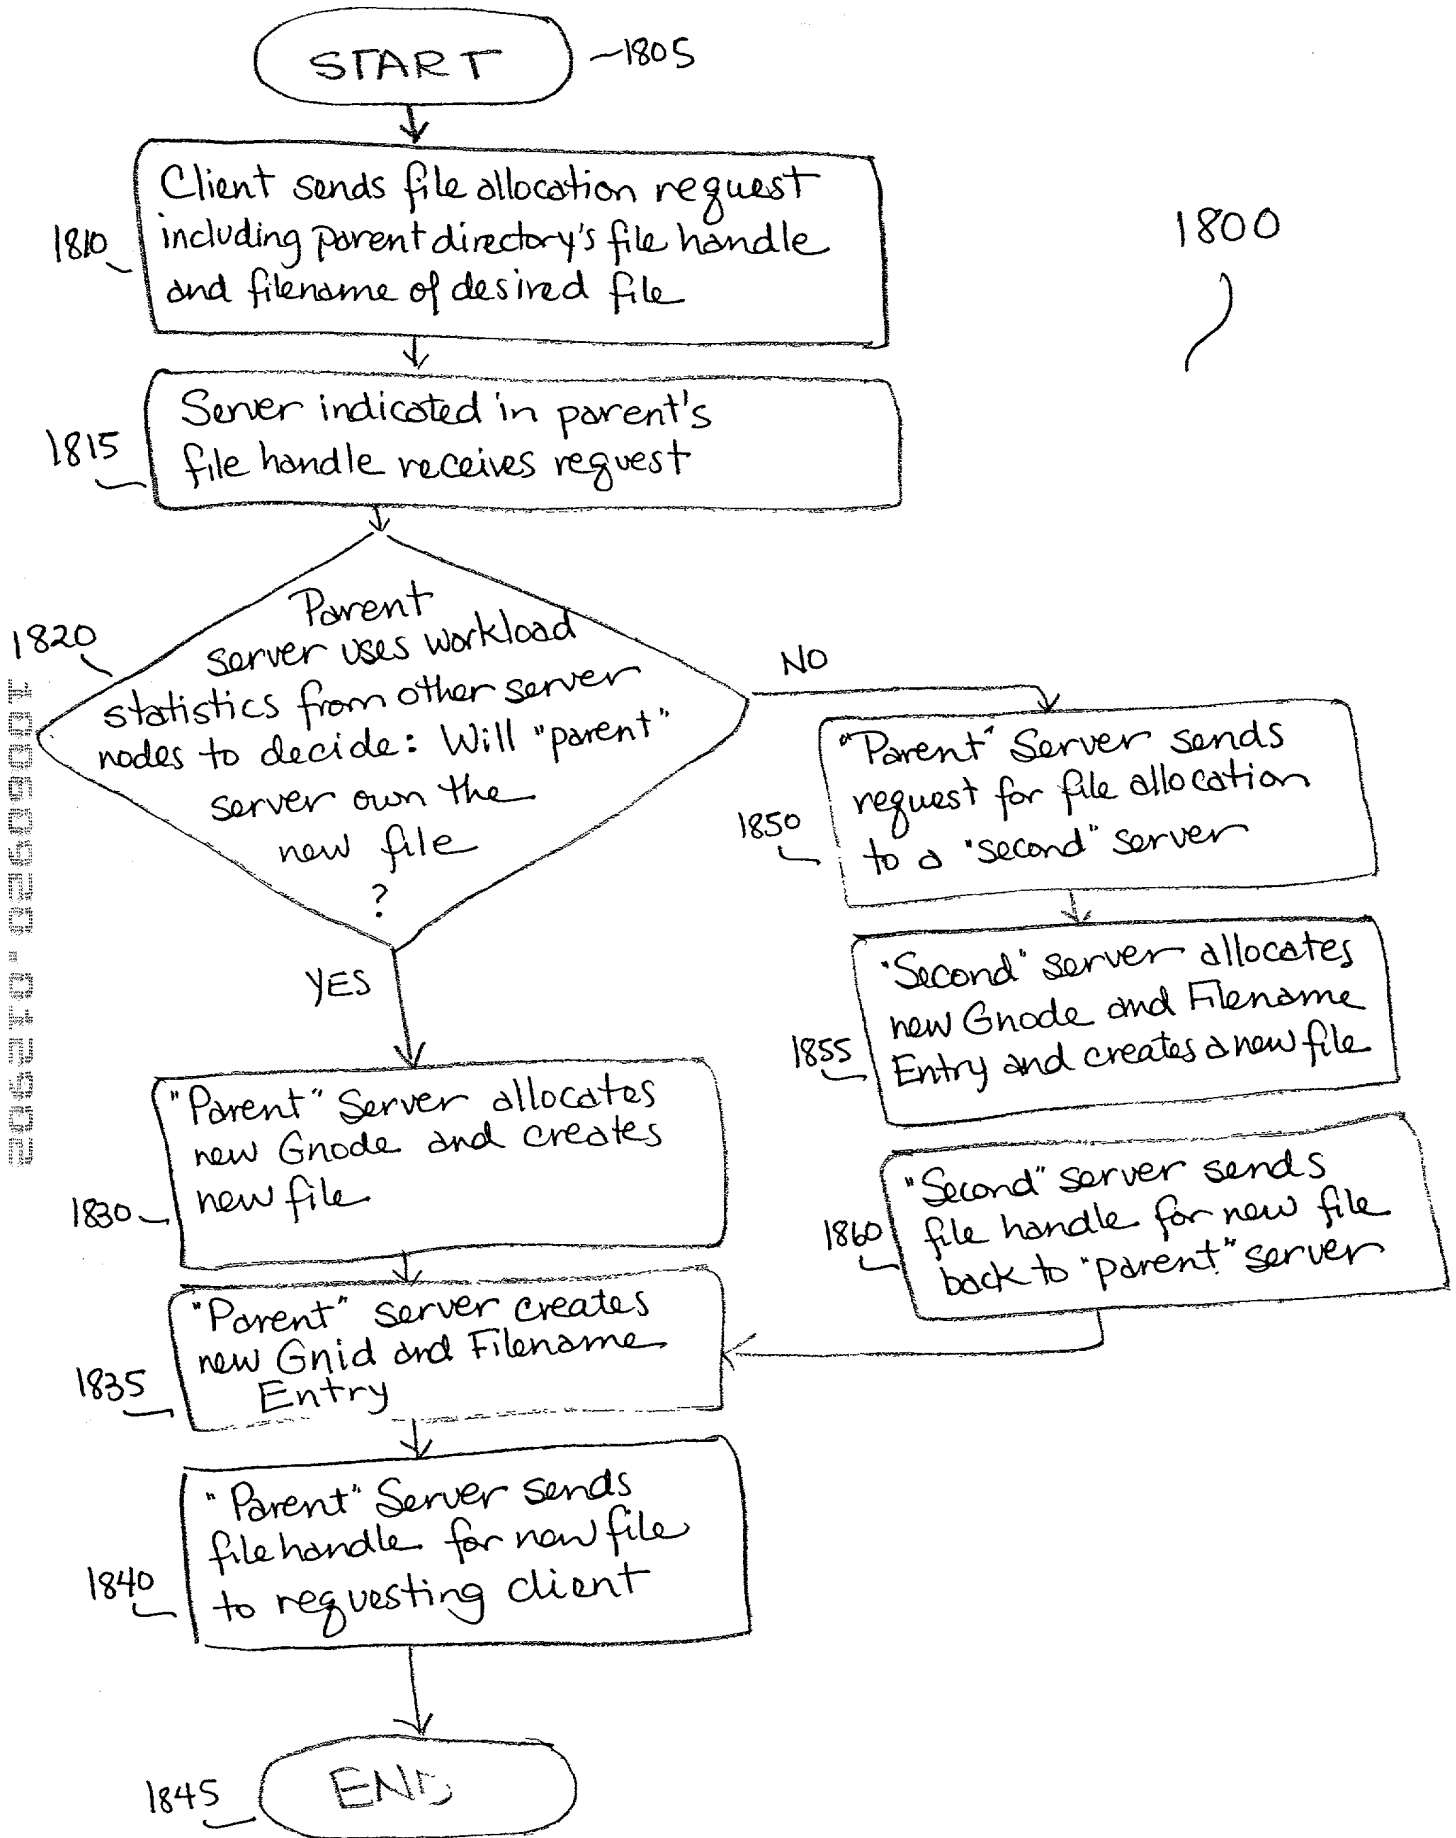 START
1805
Client sends file allocation request
including parent directory's file handle
and filename of desired file
1810
1800
Server indicated in parent's
file handle receives request
1815
Parent
server uses workload
statistics from other server
nodes to decide: Will "parent"
server own the
new file
?
1820
NO
"Parent" Server sends
request for file allocation
to a "second" server
1850
"Second" server allocates
new Gnode and Filename
Entry and creates a new file
1855
"Second" server sends
file handle for new file
back to "parent" server
1860
YES
"Parent" Server allocates
new Gnode and creates
new file
1830
"Parent" server creates
new Gnid and Filename
Entry
1835
"Parent" Server sends
file handle for new file
to requesting client
1840
END
1845